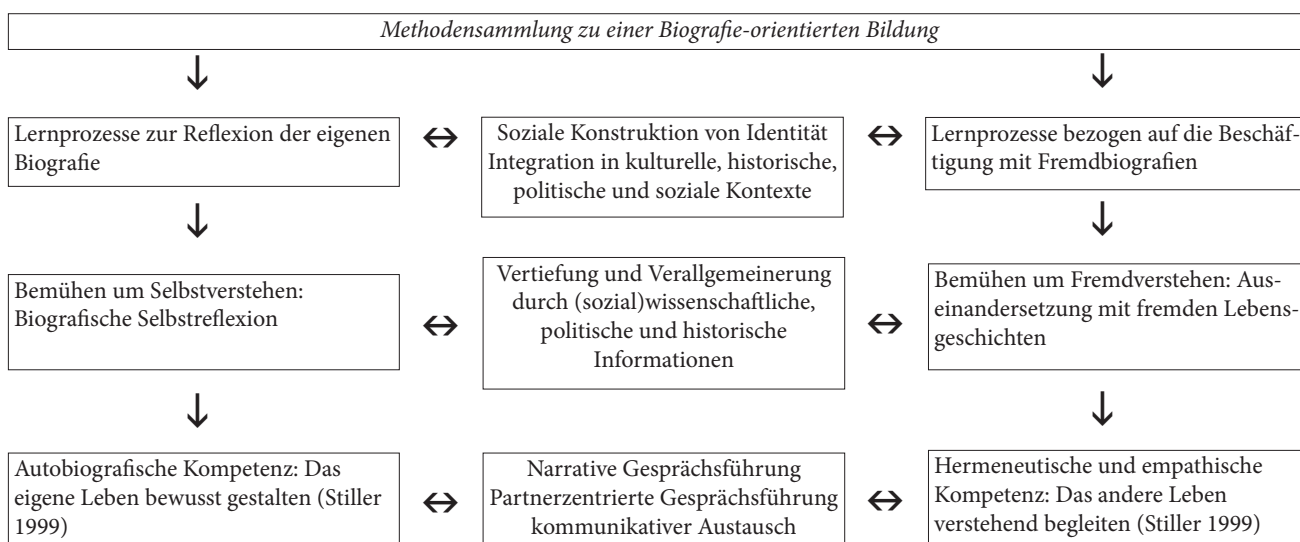 Methodensammlung zu einer Biografie-orientierten Bildung
Lernprozesse zur Reflexion der eigenen
Biografie
Soziale Konstruktion von Identität
Integration in kulturelle, historische,
politische und soziale Kontexte
Lernprozesse bezogen auf die Beschäf-
tigung mit Fremdbiografien
Bemühen um Selbstverstehen:
Biografische Selbstreflexion
Vertiefung und Verallgemeinerung
durch (sozial)wissenschaftliche,
politische und historische
Informationen
Bemühen um Fremdverstehen: Aus-
einandersetzung mit fremden Lebens-
geschichten
Autobiografische Kompetenz: Das
eigene Leben bewusst gestalten (Stiller
1999)
Narrative Gesprächsführung
Partnerzentrierte Gesprächsführung
kommunikativer Austausch
Hermeneutische und empathische
Kompetenz: Das andere Leben
verstehend begleiten (Stiller 1999)